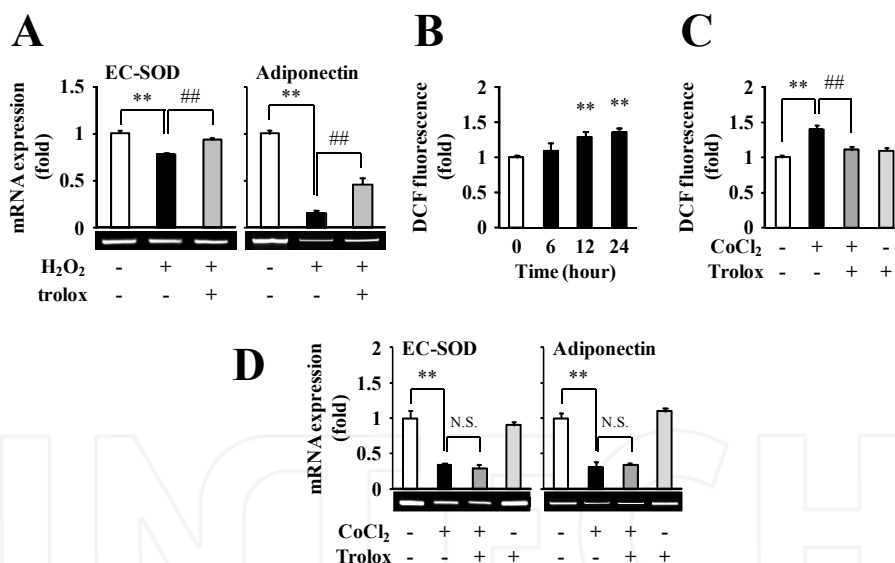 A
EC-SOD
Adiponectin
mRNA expression
(fold)
1.5
1
0.5
0
**
##
**
##
H₂O₂ - + + - + +
trolox - - + - - +
B
DCF fluorescence
(fold)
2
1.5
1
0.5
0
**
**
0 6 12 24
Time (hour)
C
DCF fluorescence
(fold)
2
1.5
1
0.5
0
**
##
CoCl₂ - + + -
Trolox - - + +
D
EC-SOD
Adiponectin
mRNA expression
(fold)
2
1.5
1
0.5
0
**
N.S.
**
N.S.
CoCl₂ - + + - - + + -
Trolox - - + + - - + +
INTECH